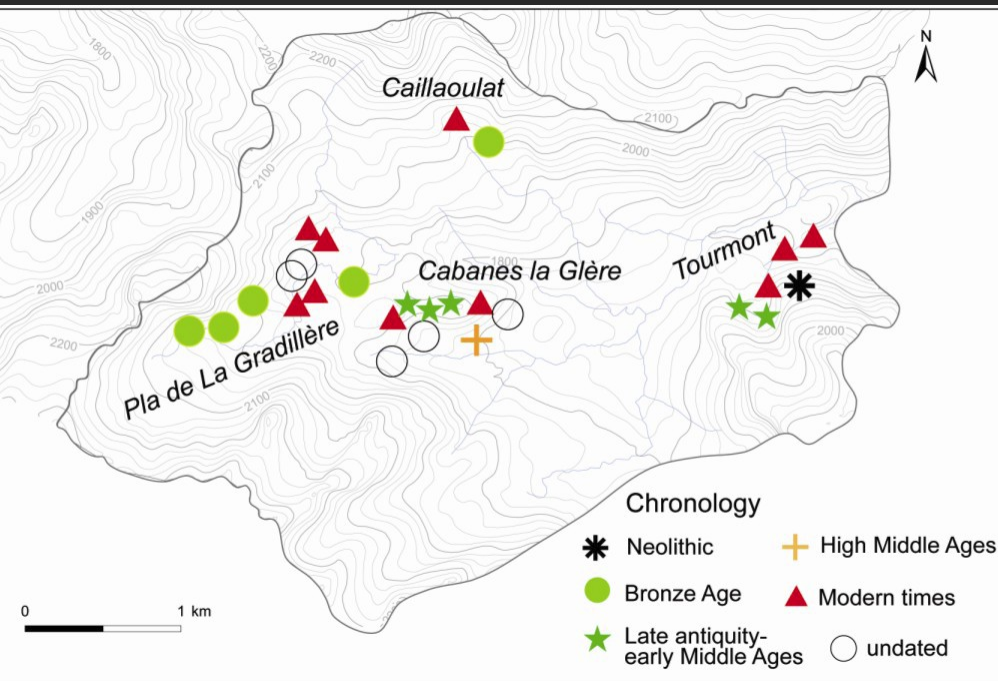 N
1800
2200
2200
Caillaoulat
2100
2000
2100
1900
Tourmont
1800
Cabanes la Glère
2000
2000
2200
Pla de La Gradillère
2100
Chronology
Neolithic
High Middle Ages
Bronze Age
Modern times
Late antiquity-
early Middle Ages
undated
0 1 km